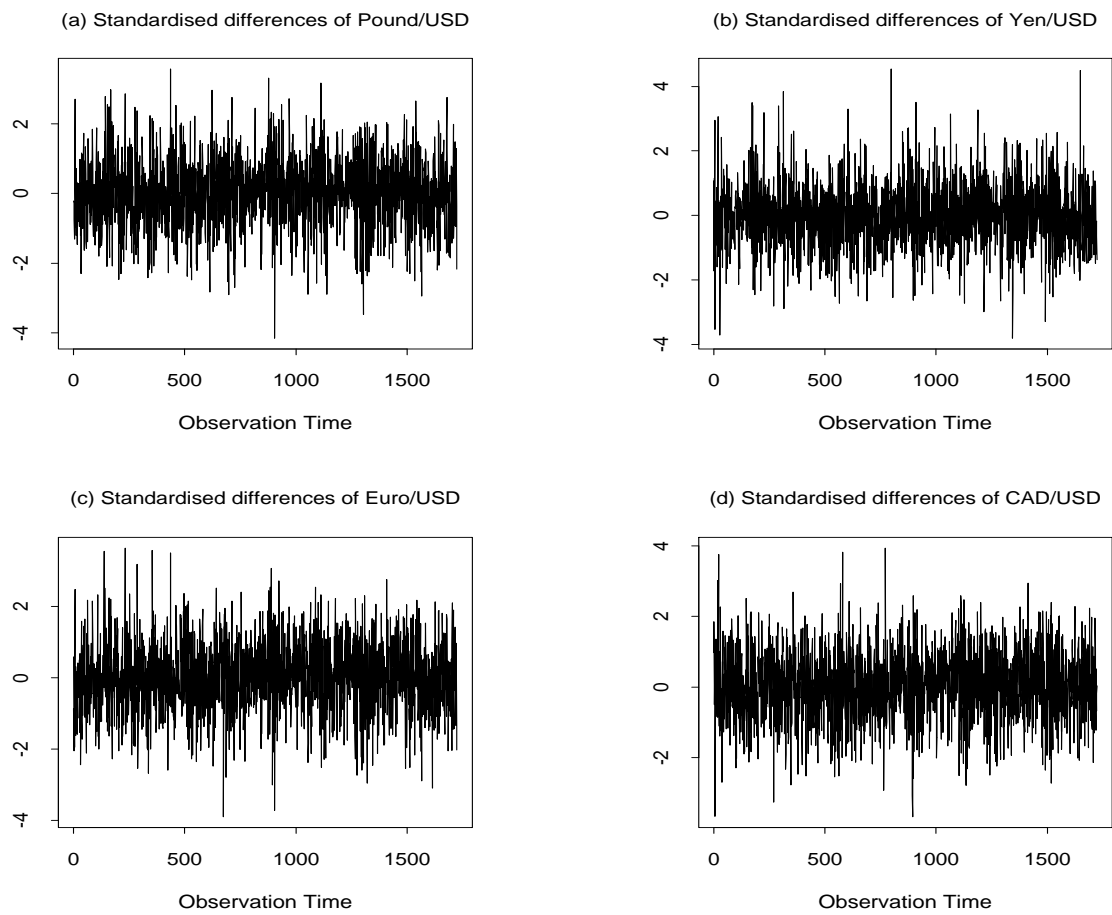 (a) Standardised differences of Pound/USD
2
0
-2
-4
0 500 1000 1500
Observation Time
(b) Standardised differences of Yen/USD
4
2
0
-2
-4
0 500 1000 1500
Observation Time
(c) Standardised differences of Euro/USD
2
0
-2
-4
0 500 1000 1500
Observation Time
(d) Standardised differences of CAD/USD
4
2
0
-2
0 500 1000 1500
Observation Time